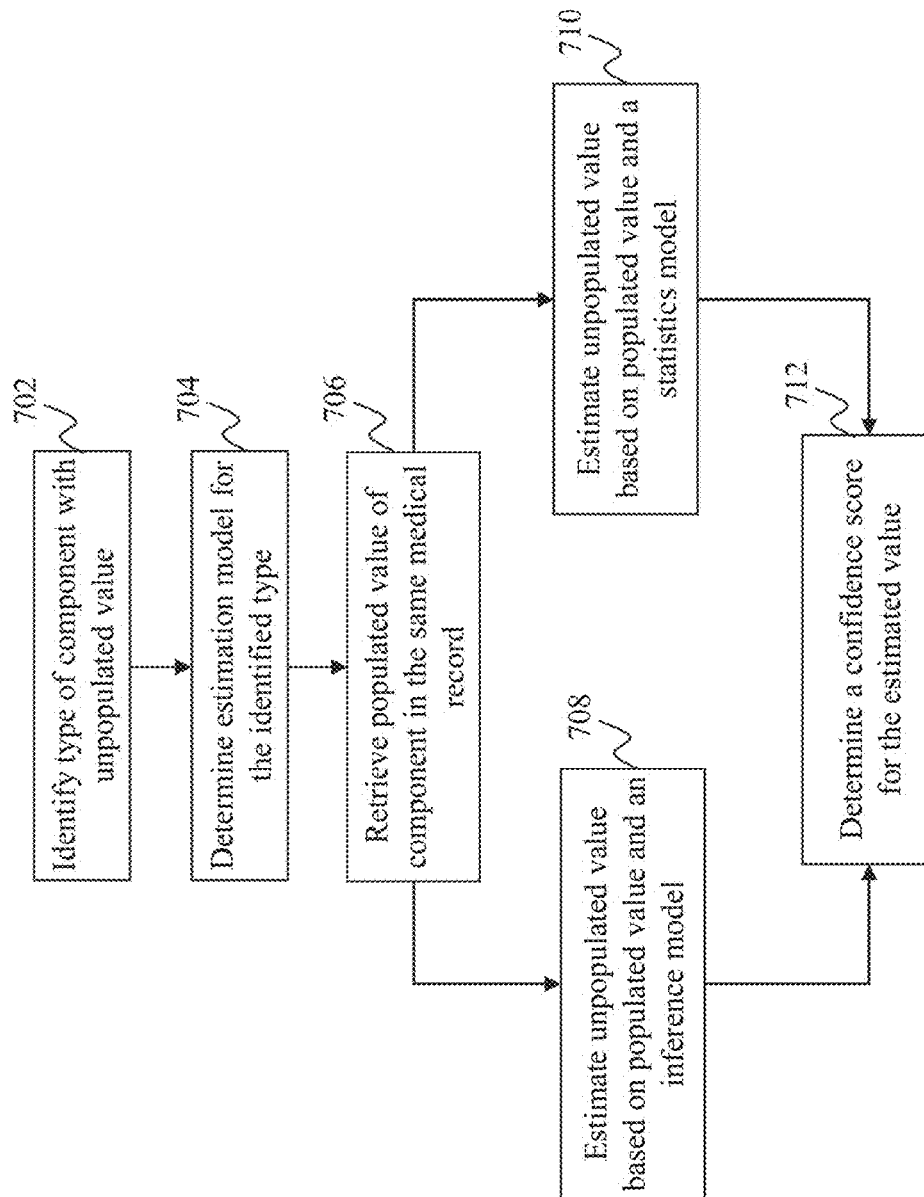 702
Identify type of component with
unpopulated value
704
Determine estimation model for
the identified type
706
Retrieve populated value of
component in the same medical
record
708
Estimate unpopulated value
based on populated value and an
inference model
710
Estimate unpopulated value
based on populated value and a
statistics model
712
Determine a confidence score
for the estimated value